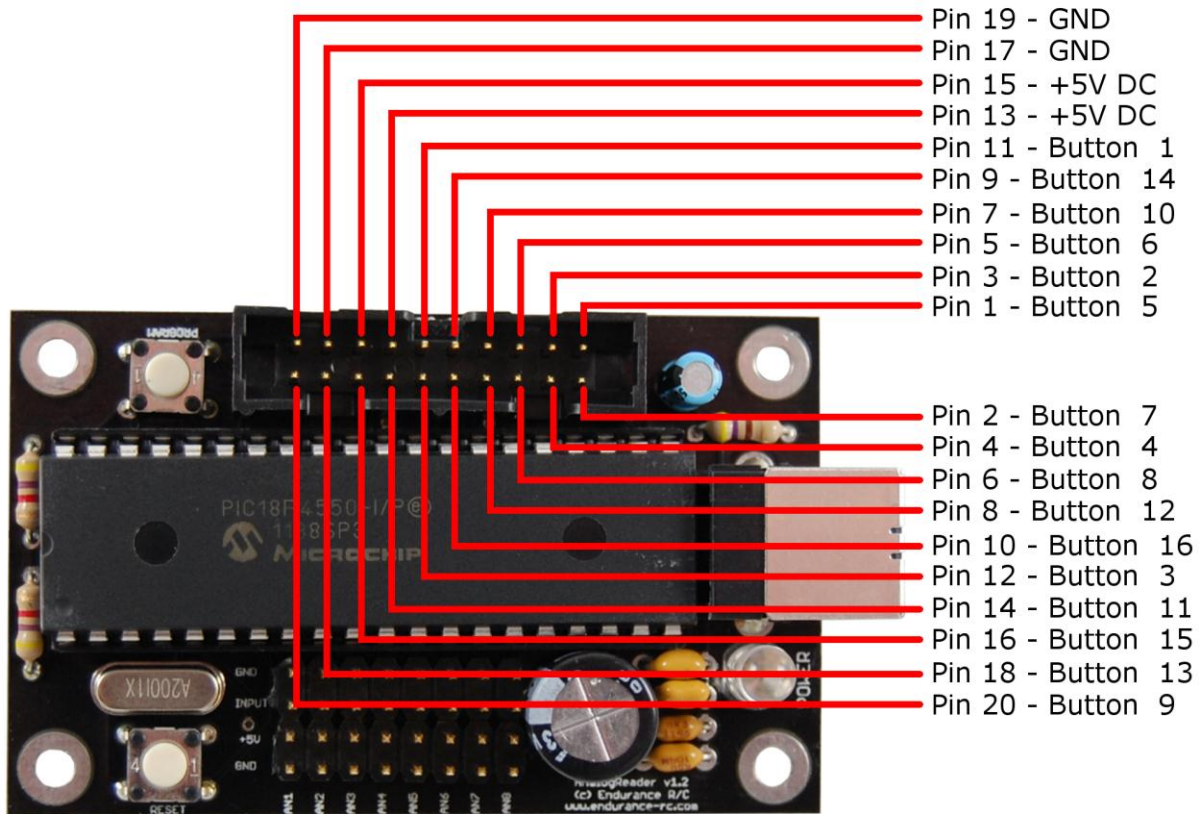 Pin 19 - GND
Pin 17 - GND
Pin 15 - +5V DC
Pin 13 - +5V DC
Pin 11 - Button 1
Pin 9 - Button 14
Pin 7 - Button 10
Pin 5 - Button 6
Pin 3 - Button 2
Pin 1 - Button 5
PROGRAM
Pin 2 - Button 7
Pin 4 - Button 4
Pin 6 - Button 8
Pin 8 - Button 12
Pin 10 - Button 16
Pin 12 - Button 3
Pin 14 - Button 11
Pin 16 - Button 15
Pin 18 - Button 13
Pin 20 - Button 9
PIC18F4550-I/P
MICROCHIP
POWER
GND
INPUT
+5V
GND
4 1
RESET
AN1 AN2 AN3 AN4 AN5 AN6 AN7 AN8
AnalogReader v1.2
(c) Endurance R/C
www.endurance-rc.com